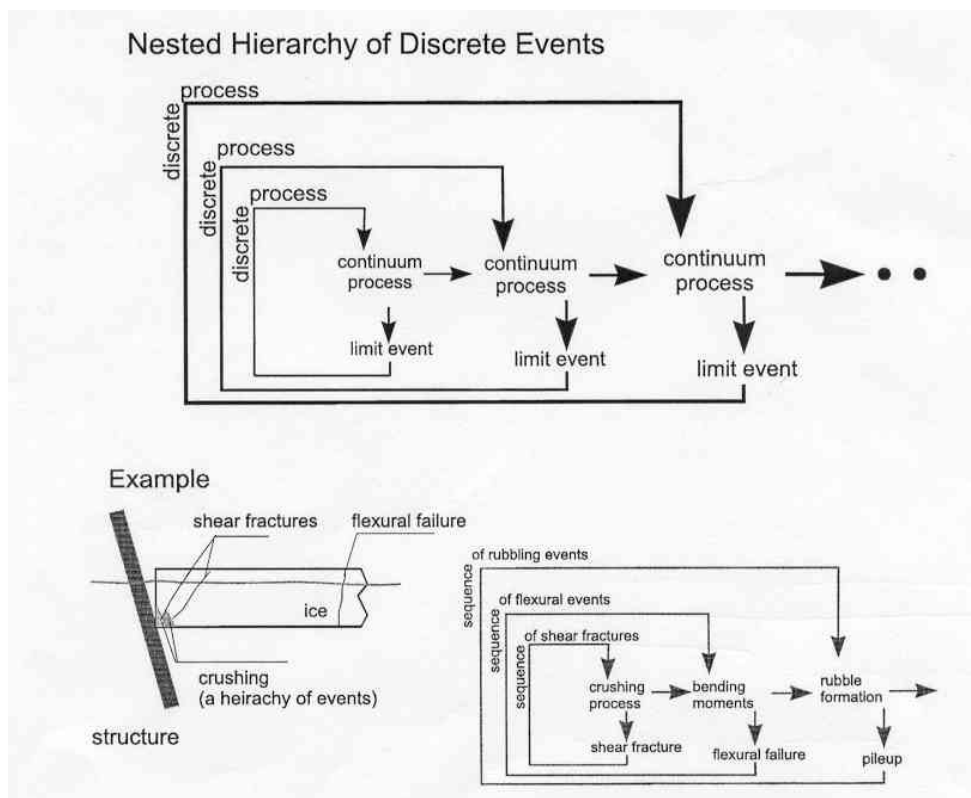 Nested Hierarchy of Discrete Events
discrete process
discrete process
discrete process
continuum
process
continuum
process
continuum
process
limit event
limit event
limit event
Example
shear fractures
flexural failure
ice
crushing
(a heirachy of events)
structure
sequence of rubbling events
sequence of flexural events
sequence of shear fractures
crushing
process
bending
moments
rubble
formation
shear fracture
flexural failure
pileup